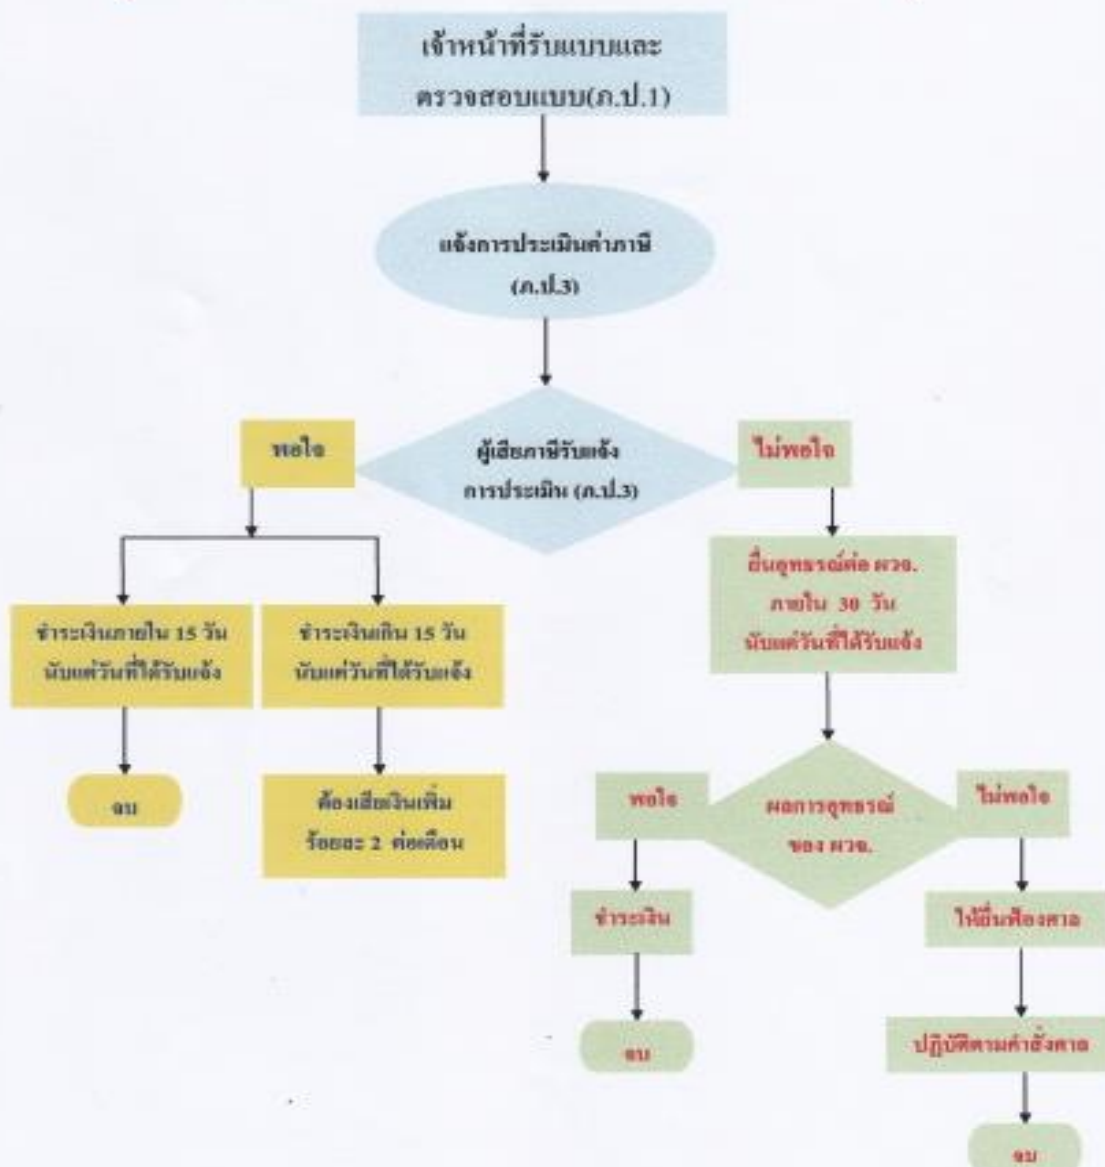 เจ้าหน้าที่รับแบบและ
ตรวจสอบแบบ(ภ.ป.1)
แจ้งการประเมินค่าภาษี
(ภ.ป.3)
พอใจ
ผู้เสียภาษีรับแจ้ง
การประเมิน (ภ.ป.3)
ไม่พอใจ
ยื่นอุทธรณ์ต่อ ผวจ.
ภายใน 30 วัน
นับแต่วันที่ได้รับแจ้ง
ชำระเงินภายใน 15 วัน
นับแต่วันที่ได้รับแจ้ง
ชำระเงินเกิน 15 วัน
นับแต่วันที่ได้รับแจ้ง
จบ
ต้องเสียเงินเพิ่ม
ร้อยละ 2 ต่อเดือน
พอใจ
ผลการอุทธรณ์
ของ ผวจ.
ไม่พอใจ
ชำระเงิน
ให้ยื่นฟ้องศาล
จบ
ปฏิบัติตามคำสั่งศาล
จบ